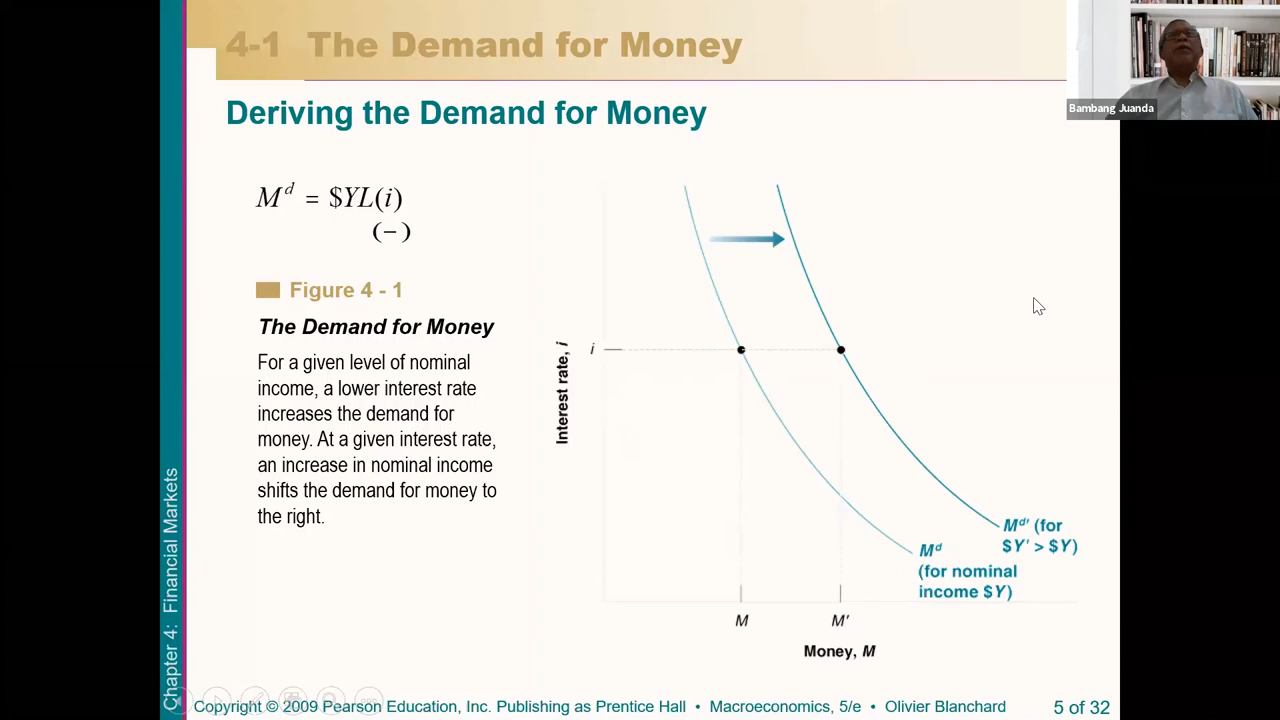 4-1 The Demand for Money
Bambang Juanda
Deriving the Demand for Money
M^d = $YL(i)
(−)
Figure 4 - 1
The Demand for Money
For a given level of nominal
income, a lower interest rate
increases the demand for
money. At a given interest rate,
an increase in nominal income
shifts the demand for money to
the right.
Interest rate, i
i
M^d' (for
$Y' > $Y)
M^d
(for nominal
income $Y)
M
M'
Money, M
Chapter 4: Financial Markets
Copyright © 2009 Pearson Education, Inc. Publishing as Prentice Hall • Macroeconomics, 5/e • Olivier Blanchard
5 of 32